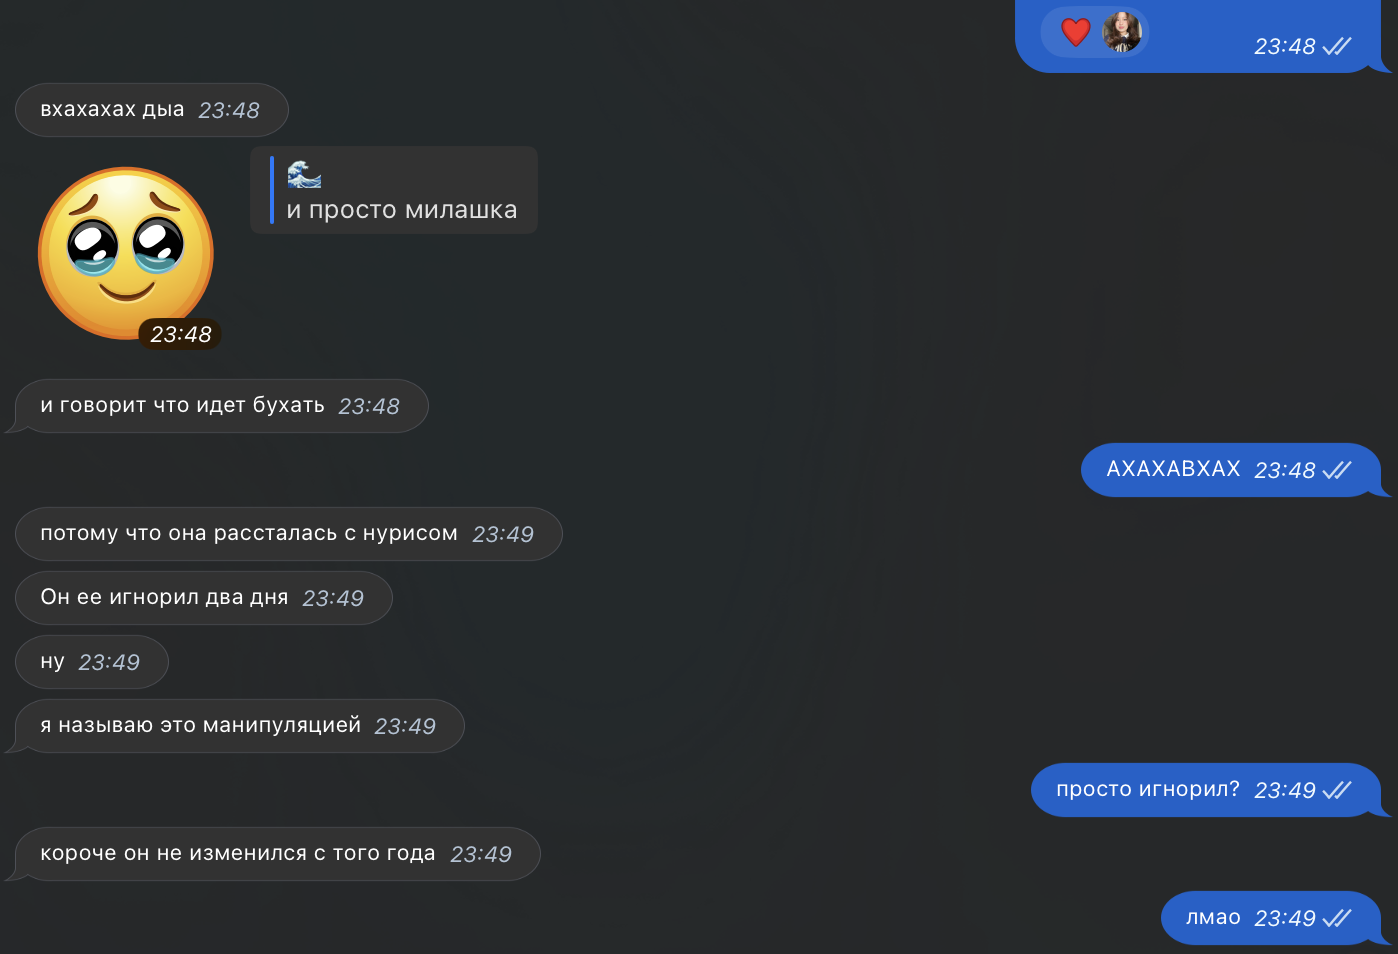 23:48
вхахахах дыа 23:48
и просто милашка
23:48
и говорит что идет бухать 23:48
АХАХАВХАХ 23:48
потому что она рассталась с нурисом 23:49
Он ее игнорил два дня 23:49
ну 23:49
я называю это манипуляцией 23:49
просто игнорил? 23:49
короче он не изменился с того года 23:49
лмао 23:49